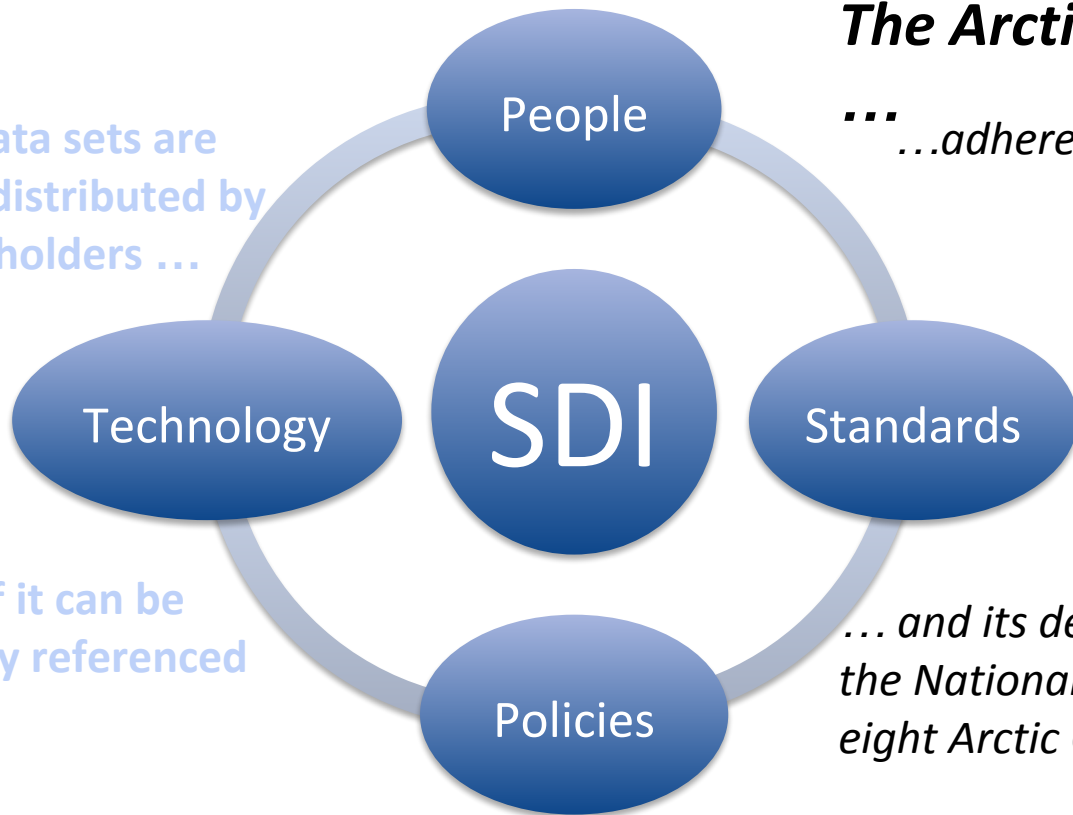 The Arcti
…
…adhere
ata sets are
distributed by
holders …
People
Technology
SDI
Standards
f it can be
y referenced
Policies
… and its de
the National
eight Arctic